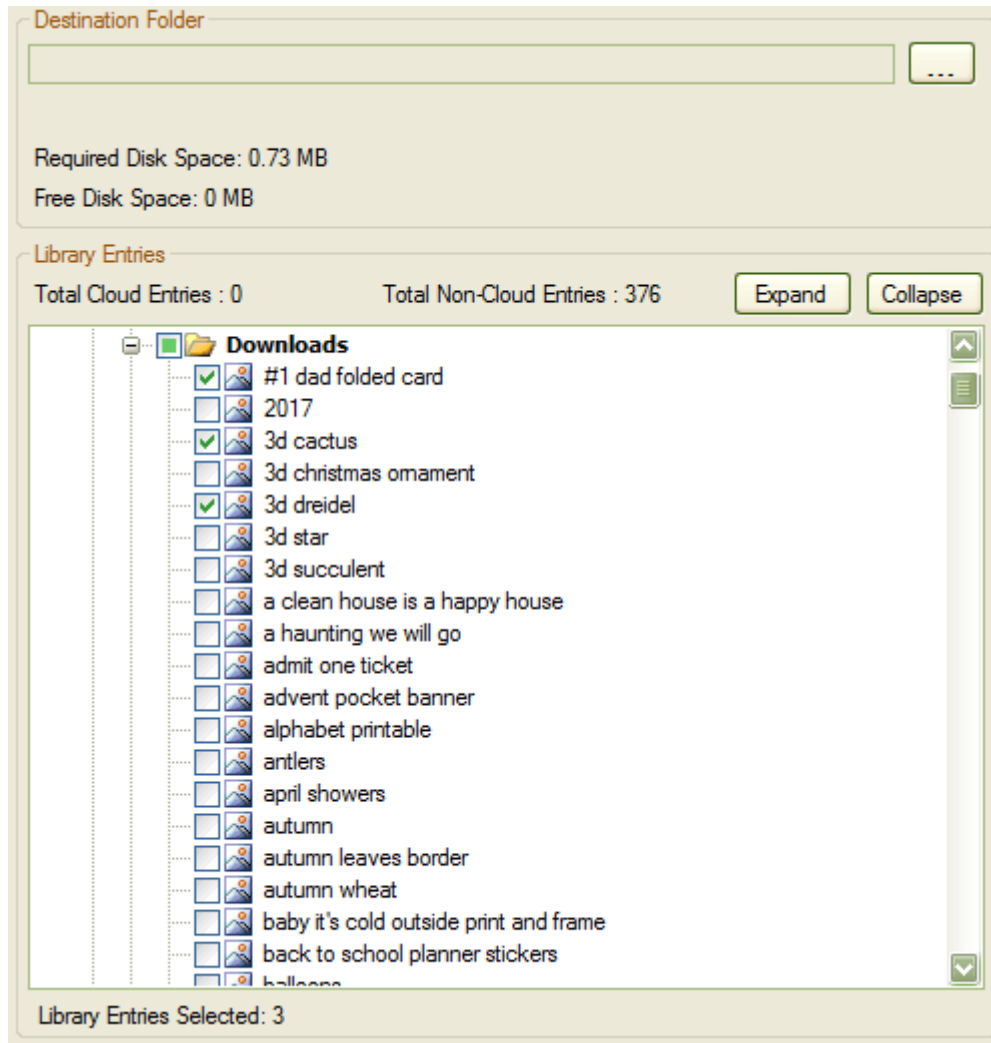 Destination Folder
...
Required Disk Space: 0.73 MB
Free Disk Space: 0 MB
Library Entries
Total Cloud Entries : 0 Total Non-Cloud Entries : 376 Expand Collapse
Downloads
#1 dad folded card
2017
3d cactus
3d christmas ornament
3d dreidel
3d star
3d succulent
a clean house is a happy house
a haunting we will go
admit one ticket
advent pocket banner
alphabet printable
antlers
april showers
autumn
autumn leaves border
autumn wheat
baby it's cold outside print and frame
back to school planner stickers
balloons
Library Entries Selected: 3